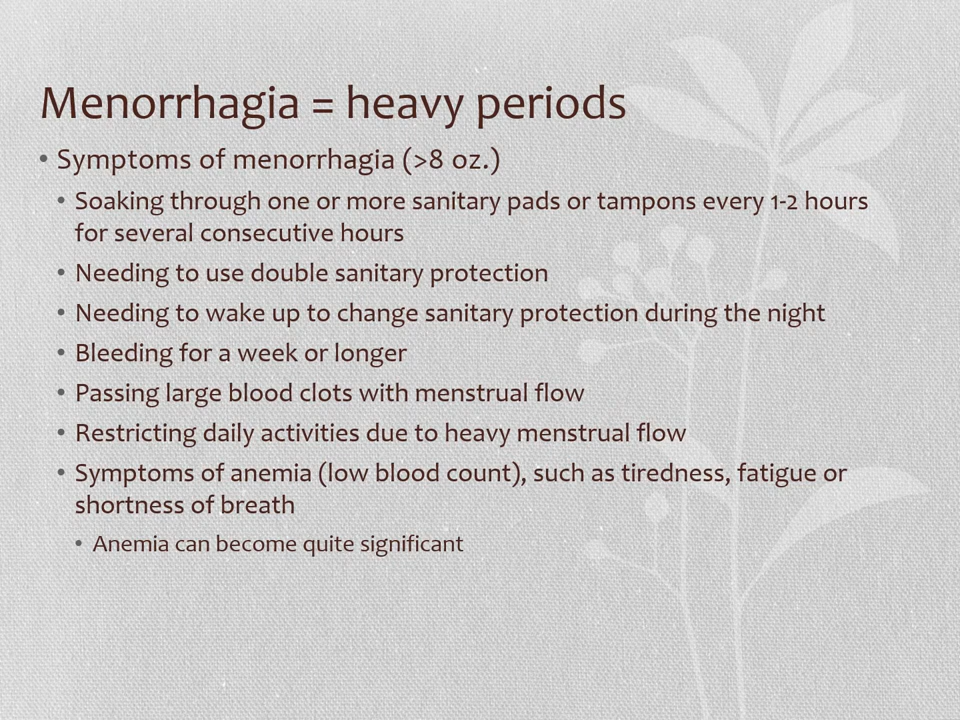 Menorrhagia = heavy periods
• Symptoms of menorrhagia (>8 oz.)
• Soaking through one or more sanitary pads or tampons every 1-2 hours
for several consecutive hours
• Needing to use double sanitary protection
• Needing to wake up to change sanitary protection during the night
• Bleeding for a week or longer
• Passing large blood clots with menstrual flow
• Restricting daily activities due to heavy menstrual flow
• Symptoms of anemia (low blood count), such as tiredness, fatigue or
shortness of breath
• Anemia can become quite significant